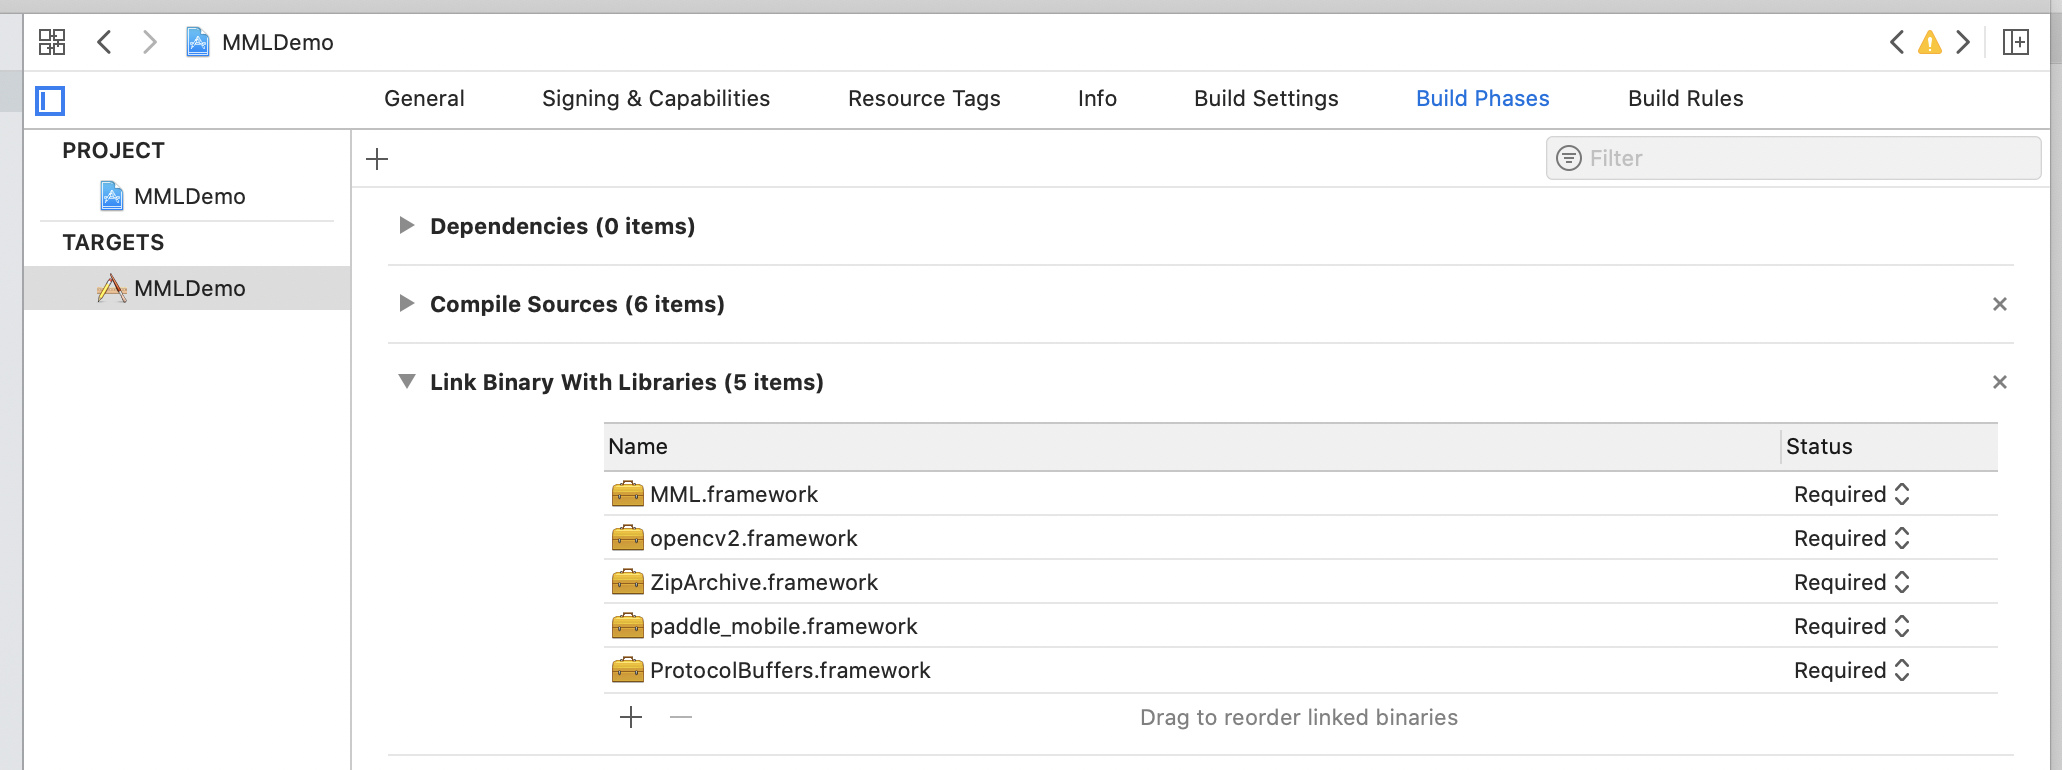 MMLDemo
General Signing & Capabilities Resource Tags Info Build Settings Build Phases Build Rules
PROJECT
MMLDemo
TARGETS
MMLDemo
Filter
Dependencies (0 items)
Compile Sources (6 items)
Link Binary With Libraries (5 items)
Name Status
MML.framework Required
opencv2.framework Required
ZipArchive.framework Required
paddle_mobile.framework Required
ProtocolBuffers.framework Required
Drag to reorder linked binaries